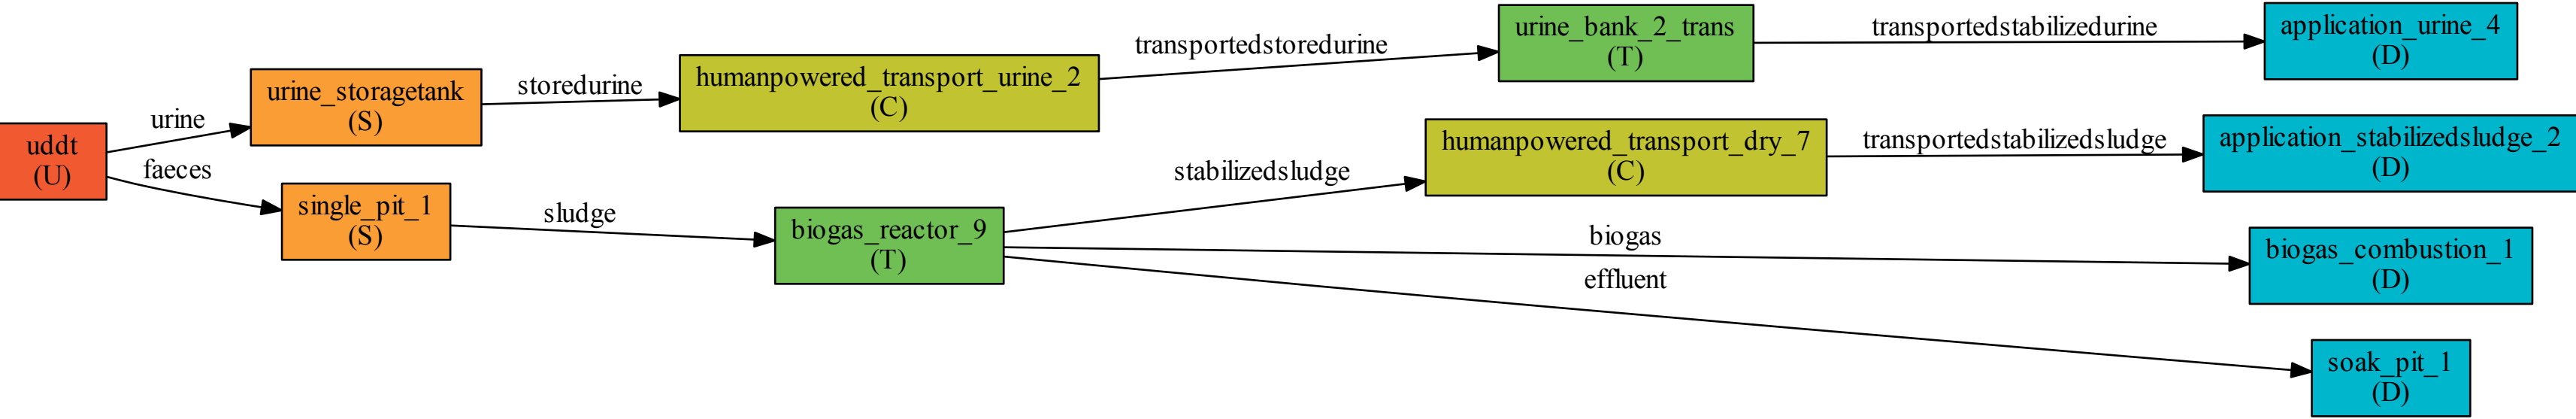 uddt
(U)
urine
faeces
urine_storagetank
(S)
single_pit_1
(S)
storedurine
sludge
humanpowered_transport_urine_2
(C)
biogas_reactor_9
(T)
transportedstoredurine
stabilizedsludge
biogas
effluent
urine_bank_2_trans
(T)
humanpowered_transport_dry_7
(C)
transportedstabilizedurine
transportedstabilizedsludge
application_urine_4
(D)
application_stabilizedsludge_2
(D)
biogas_combustion_1
(D)
soak_pit_1
(D)